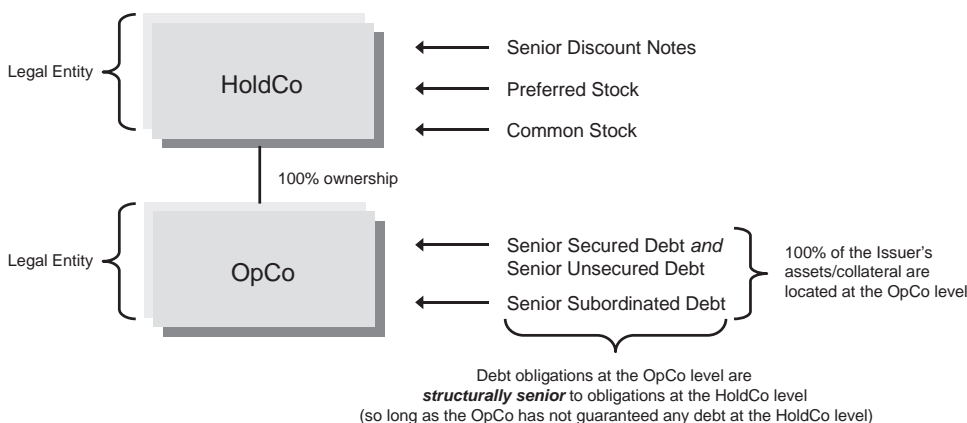 Legal Entity
HoldCo
Senior Discount Notes
Preferred Stock
Common Stock
100% ownership
Legal Entity
OpCo
Senior Secured Debt and
Senior Unsecured Debt
Senior Subordinated Debt
100% of the Issuer's
assets/collateral are
located at the OpCo level
Debt obligations at the OpCo level are
structurally senior to obligations at the HoldCo level
(so long as the OpCo has not guaranteed any debt at the HoldCo level)